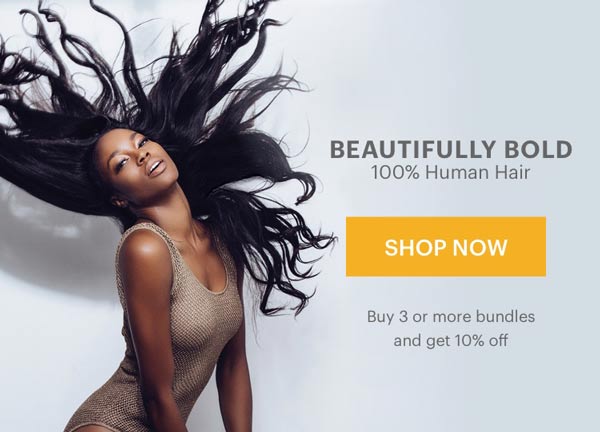 BEAUTIFULLY BOLD
100% Human Hair
SHOP NOW
Buy 3 or more bundles
and get 10% off